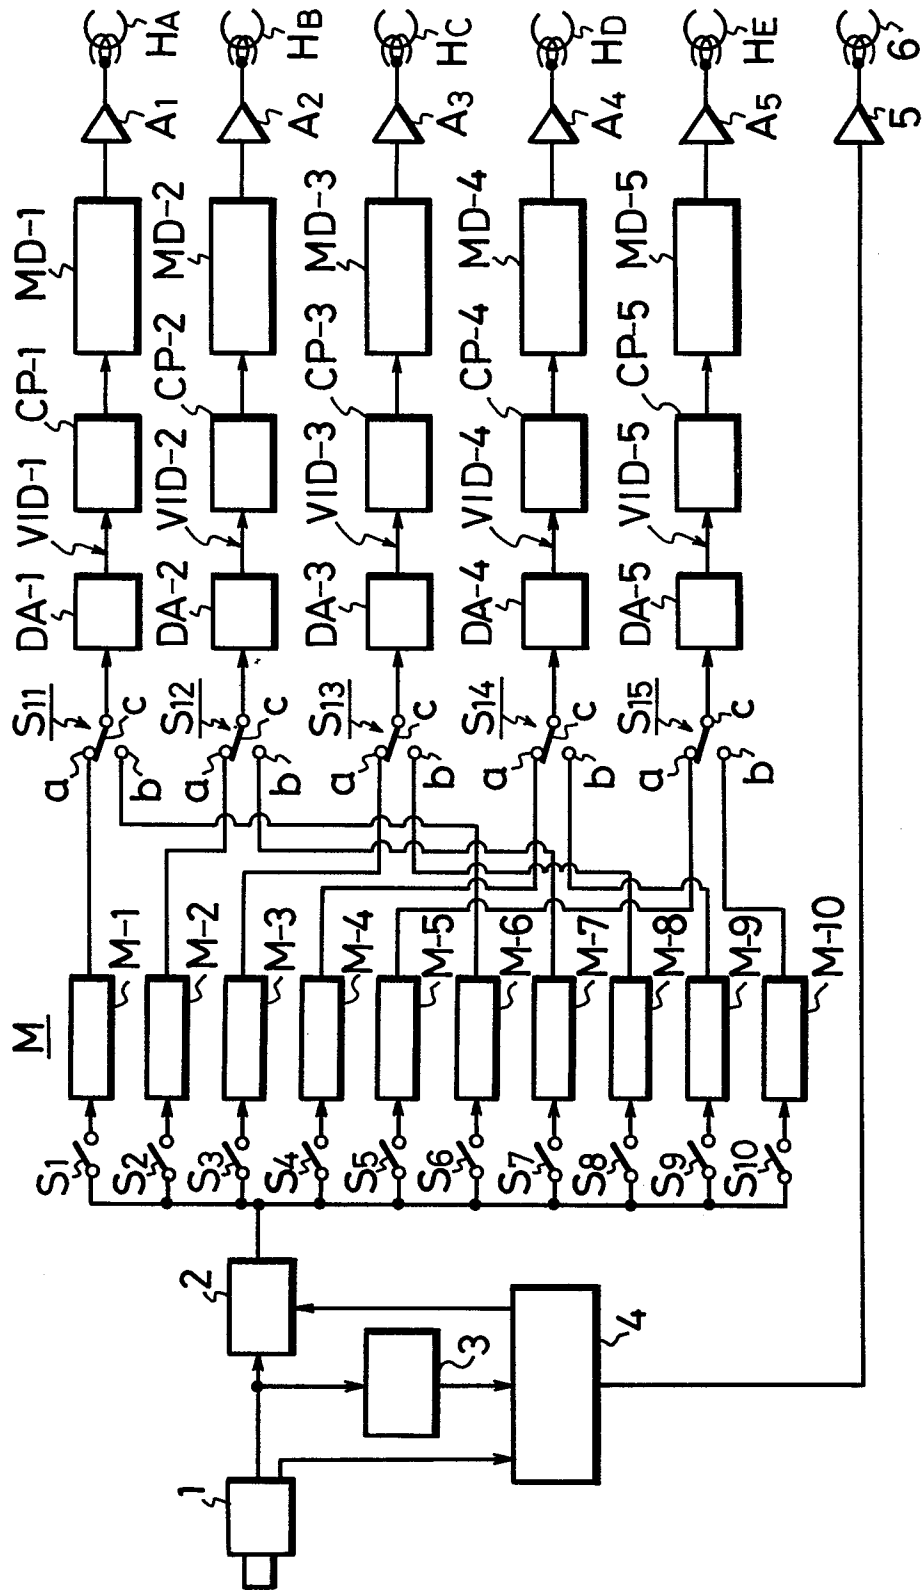 1
2
3
4
S1
S2
S3
S4
S5
S6
S7
S8
S9
S10
M
M-1
M-2
M-3
M-4
M-5
M-6
M-7
M-8
M-9
M-10
S11
a
b
c
S12
a
b
c
S13
a
b
c
S14
a
b
c
S15
a
b
c
DA-1
VID-1
CP-1
MD-1
A1
HA
DA-2
VID-2
CP-2
MD-2
A2
HB
DA-3
VID-3
CP-3
MD-3
A3
HC
DA-4
VID-4
CP-4
MD-4
A4
HD
DA-5
VID-5
CP-5
MD-5
A5
HE
5
6